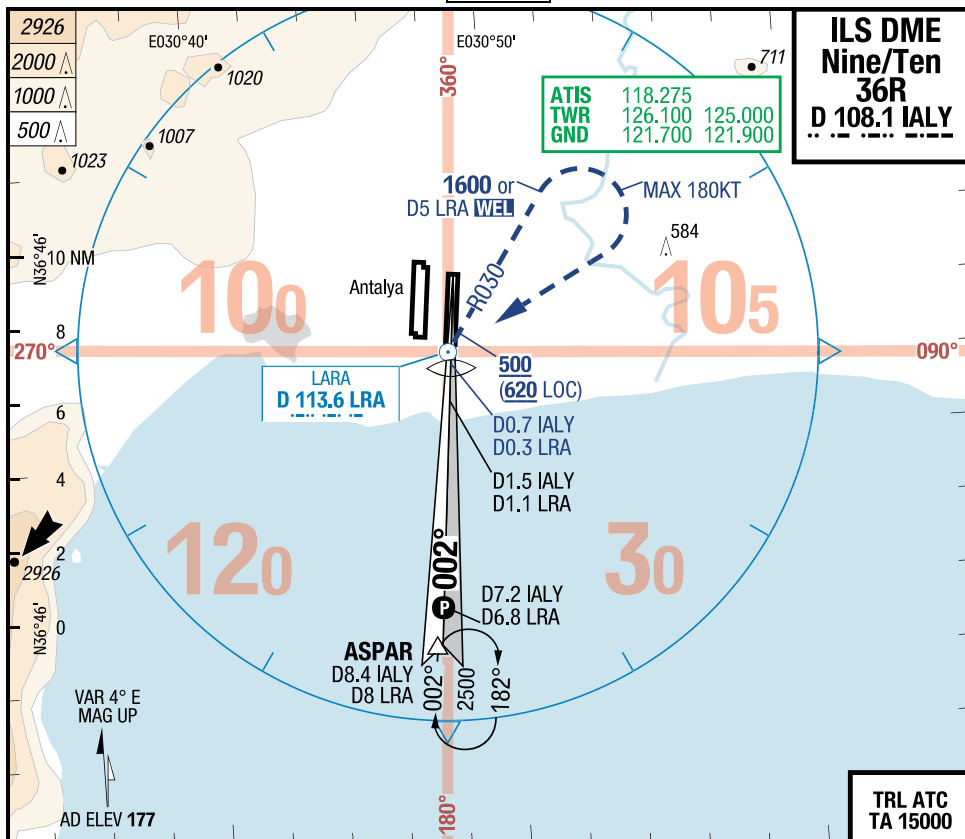 2926
2000
1000
500
E030°40'
1020
1007
1023
360°
E030°50'
711
ILS DME
Nine/Ten
36R
D 108.1 IALY
ATIS 118.275
TWR 126.100 125.000
GND 121.700 121.900
1600 or
D5 LRA WEL
MAX 180KT
584
R030
N36°46'
10 NM
Antalya
100
105
8
270°
090°
LARA
D 113.6 LRA
500
(620 LOC)
D0.7 IALY
D0.3 LRA
6
D1.5 IALY
D1.1 LRA
4
120
30
002°
2
2926
N36°46'
0
P
D7.2 IALY
D6.8 LRA
ASPAR
D8.4 IALY
D8 LRA
002°
2500
182°
VAR 4° E
MAG UP
AD ELEV 177
180°
TRL ATC
TA 15000